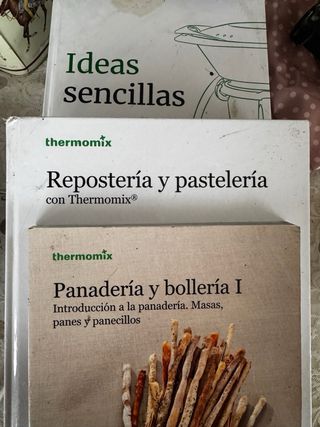 Ideas
sencillas
thermomix
Repostería y pastelería
con Thermomix®
thermomix
Panadería y bollería I
Introducción a la panadería. Masas,
panes y panecillos